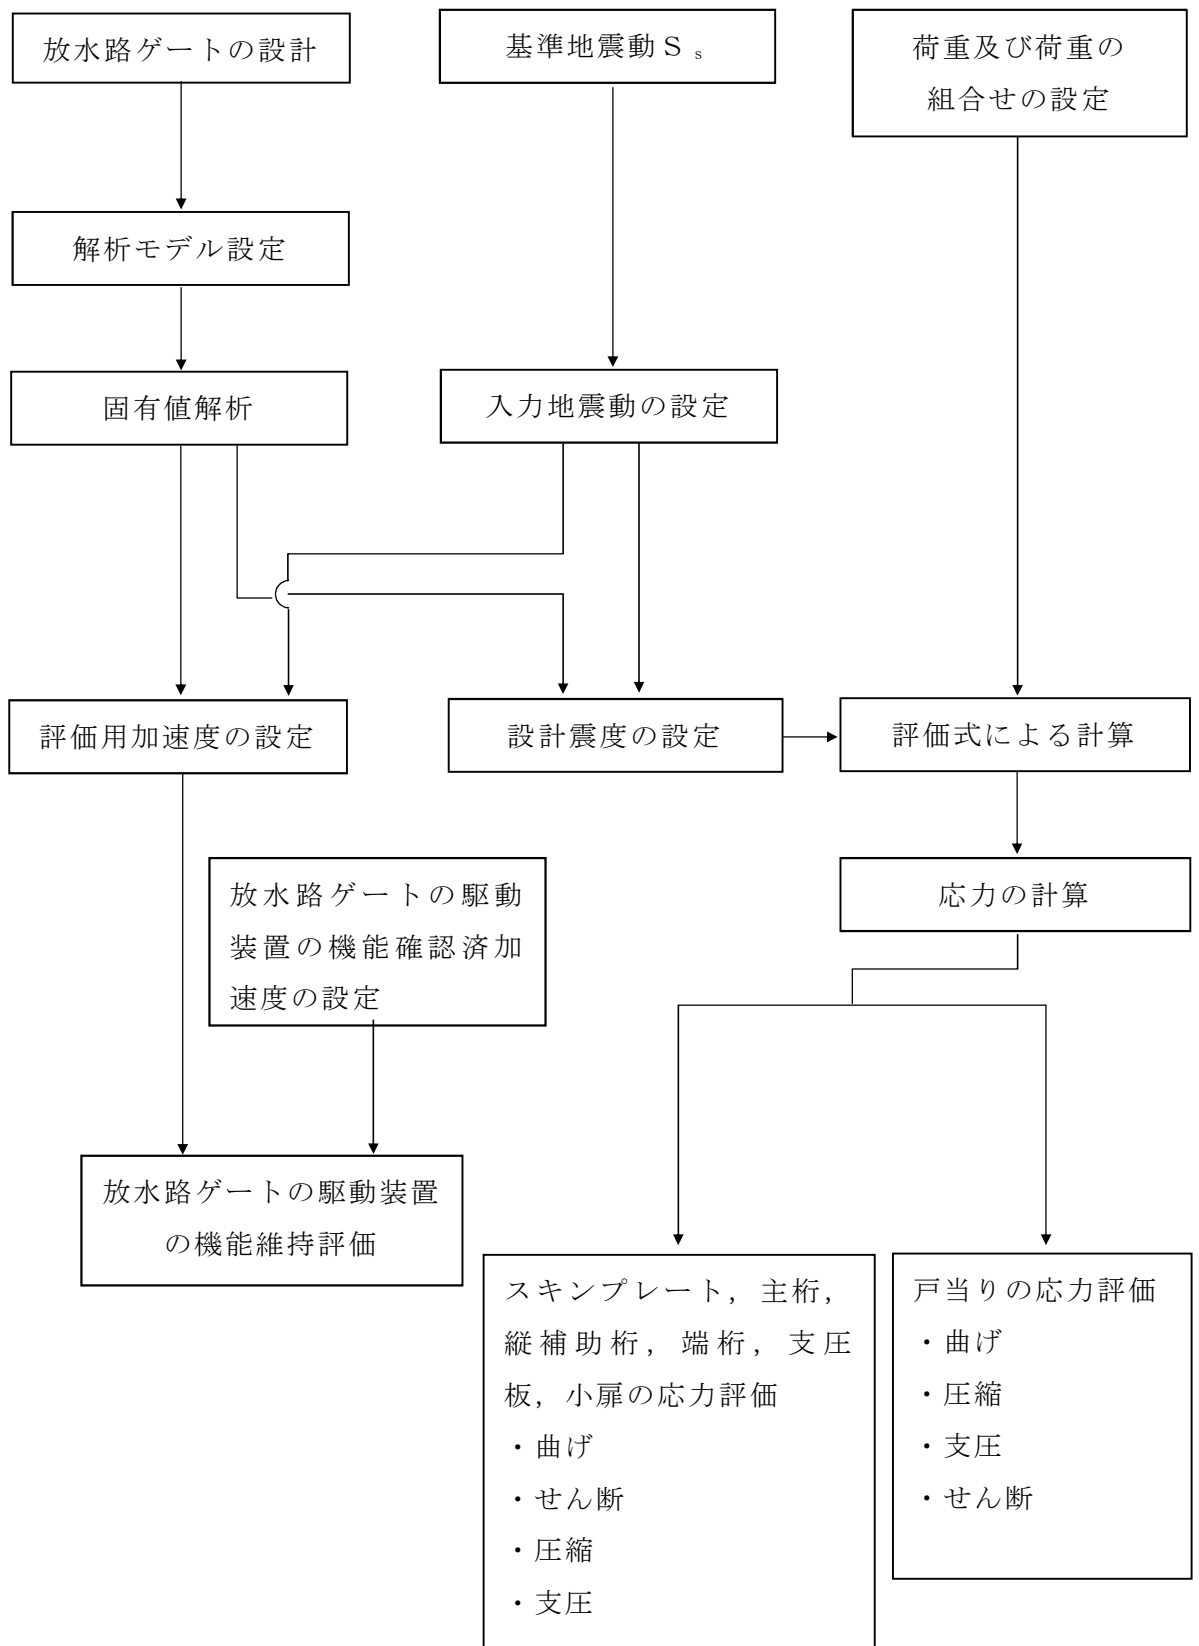 放水路ゲートの設計
基準地震動Ｓｓ
荷重及び荷重の
組合せの設定
解析モデル設定
固有値解析
入力地震動の設定
評価用加速度の設定
設計震度の設定
評価式による計算
放水路ゲートの駆動
装置の機能確認済加
速度の設定
応力の計算
放水路ゲートの駆動装置
の機能維持評価
スキンプレート，主桁，
縦補助桁，端桁，支圧
板，小扉の応力評価
・曲げ
・せん断
・圧縮
・支圧
戸当りの応力評価
・曲げ
・圧縮
・支圧
・せん断